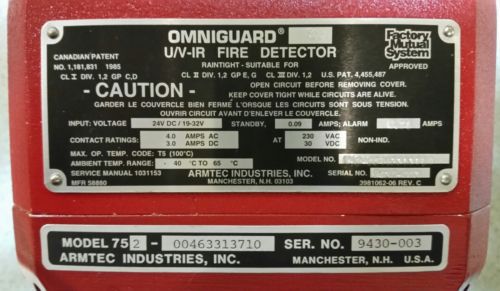 OMNIGUARD®
U/V-IR FIRE DETECTOR
Factory
Mutual
System
APPROVED
CANADIAN PATENT
NO. 1,181,831 1985
CL I DIV. 1,2 GP C,D
RAINTIGHT - SUITABLE FOR
CL II DIV. 1,2 GP E, G CL III DIV. 1,2 U.S. PAT. 4,455,487
- CAUTION -
OPEN CIRCUIT BEFORE REMOVING COVER.
KEEP COVER TIGHT WHILE CIRCUITS ARE ALIVE.
GARDER LE COUVERCLE BIEN FERMÉ L'ORSQUE LES CIRCUITS SONT SOUS TENSION.
OUVRIR CIRCUIT AVANT D'ENLEVER LE COUVERCLE.
INPUT: VOLTAGE 24V DC / 19-32V STANDBY, 0.09 AMPS; ALARM AMPS
CONTACT RATINGS: 4.0 AMPS AC 3.0 AMPS DC AT 230 VAC 30 VDC NON-IND.
MAX. OP. TEMP. CODE: T5 (100°C)
AMBIENT TEMP. RANGE: - 40 °C TO 65 °C
MODEL NO.
SERVICE MANUAL 1031153
MFR 58880
ARMTEC INDUSTRIES, INC.
MANCHESTER, N.H. 03103
SERIAL NO.
3981062-06 REV. C
MODEL 752 - 00463313710 SER. NO. 9430-003
ARMTEC INDUSTRIES, INC. MANCHESTER, N.H. U.S.A.